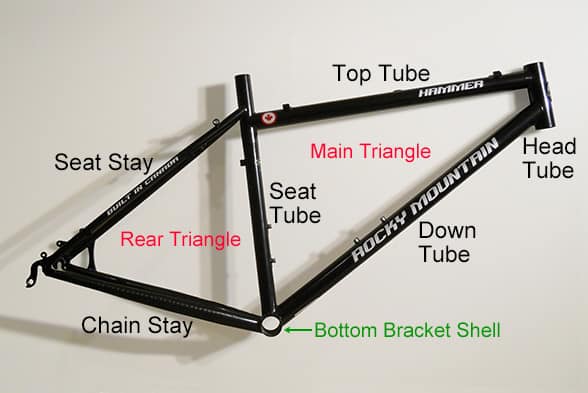 Top Tube
HAMMER
Main Triangle
Head
Tube
Seat Stay
BUILT IN CANADA
Seat
Tube
ROCKY MOUNTAIN
Down
Tube
Rear Triangle
Chain Stay
Bottom Bracket Shell